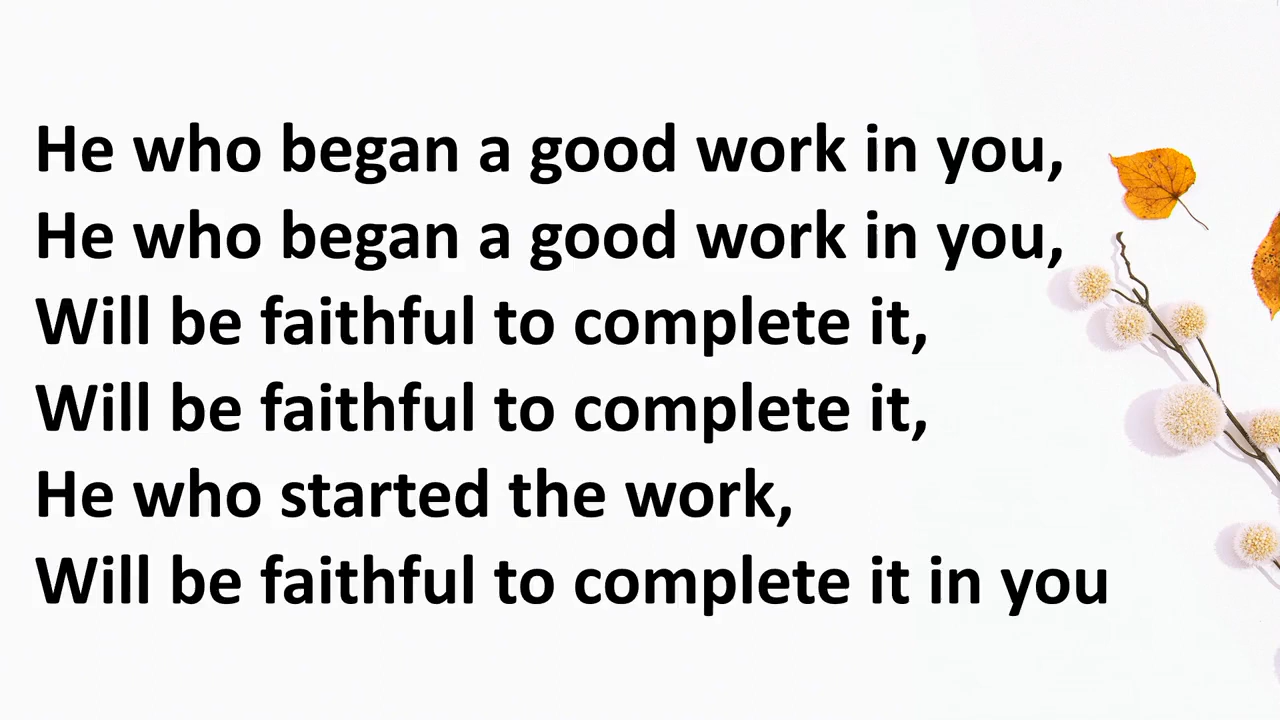 He who began a good work in you,
He who began a good work in you,
Will be faithful to complete it,
Will be faithful to complete it,
He who started the work,
Will be faithful to complete it in you